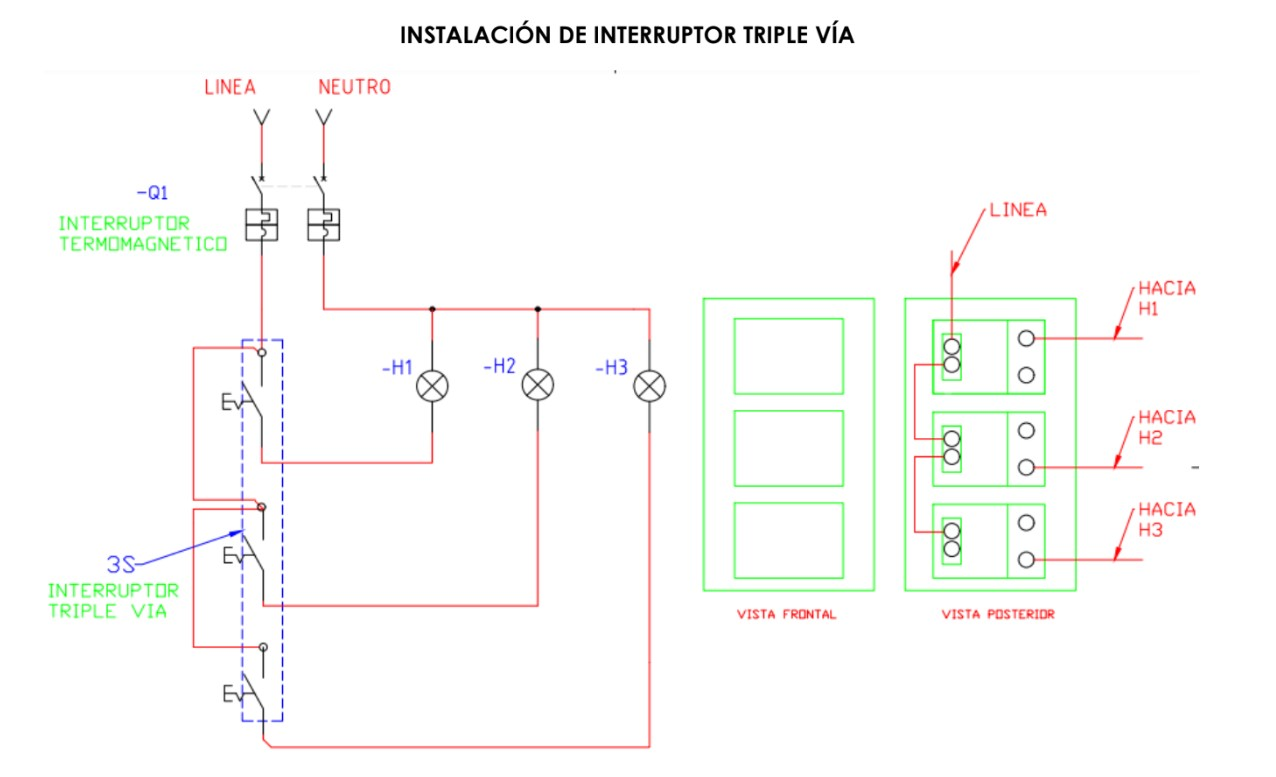 INSTALACIÓN DE INTERRUPTOR TRIPLE VÍA
LINEA
NEUTRO
-Q1
INTERRUPTOR
TERMOMAGNETICO
-H1
-H2
-H3
3S
INTERRUPTOR
TRIPLE VIA
LINEA
HACIA
H1
HACIA
H2
HACIA
H3
VISTA FRONTAL
VISTA POSTERIOR